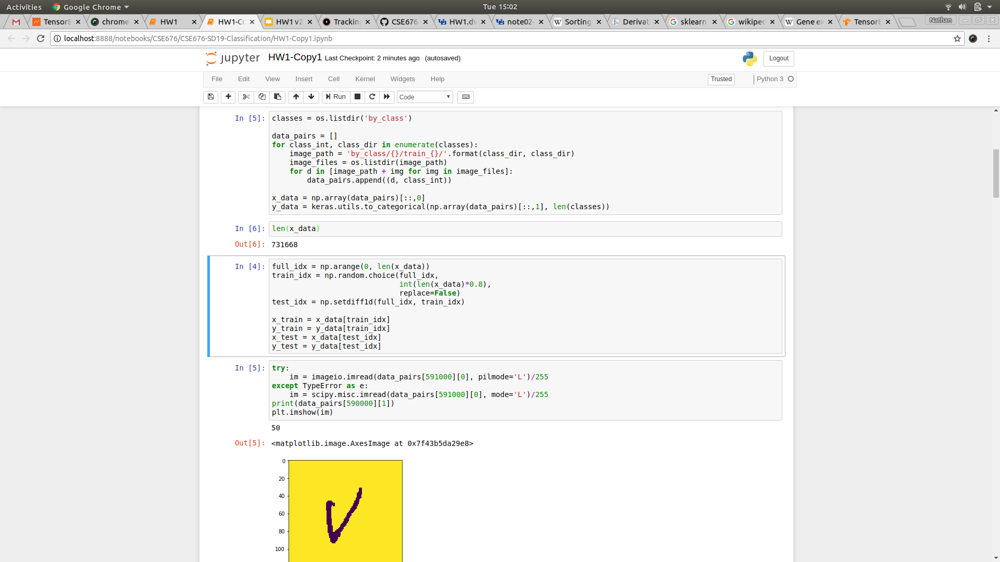 Activities Google Chrome Tue 15:02
TensorB chrome HW1 HW1-Co HW1 v2 Tracking CSE676- HW1.dv note02- Sorting Derivat sklearn wikiped Gene ex TensorB Nathan
localhost:8888/notebooks/CSE676/CSE676-SD19-Classification/HW1-Copy1.ipynb
jupyter HW1-Copy1 Last Checkpoint: 2 minutes ago (autosaved) Logout
File Edit View Insert Cell Kernel Widgets Help Trusted Python 3
Run Code
In [5]: classes = os.listdir('by_class')
data_pairs = []
for class_int, class_dir in enumerate(classes):
    image_path = 'by_class/{}/train_{}/'.format(class_dir, class_dir)
    image_files = os.listdir(image_path)
    for d in [image_path + img for img in image_files]:
        data_pairs.append((d, class_int))
x_data = np.array(data_pairs)[::,0]
y_data = keras.utils.to_categorical(np.array(data_pairs)[::,1], len(classes))
In [6]: len(x_data)
Out[6]: 731668
In [4]: full_idx = np.arange(0, len(x_data))
train_idx = np.random.choice(full_idx,
                             int(len(x_data)*0.8),
                             replace=False)
test_idx = np.setdiff1d(full_idx, train_idx)
x_train = x_data[train_idx]
y_train = y_data[train_idx]
x_test = x_data[test_idx]
y_test = y_data[test_idx]
In [5]: try:
    im = imageio.imread(data_pairs[591000][0], pilmode='L')/255
except TypeError as e:
    im = scipy.misc.imread(data_pairs[591000][0], mode='L')/255
print(data_pairs[590000][1])
plt.imshow(im)
50
Out[5]: <matplotlib.image.AxesImage at 0x7f43b5da29e8>
0
20
40
60
80
100